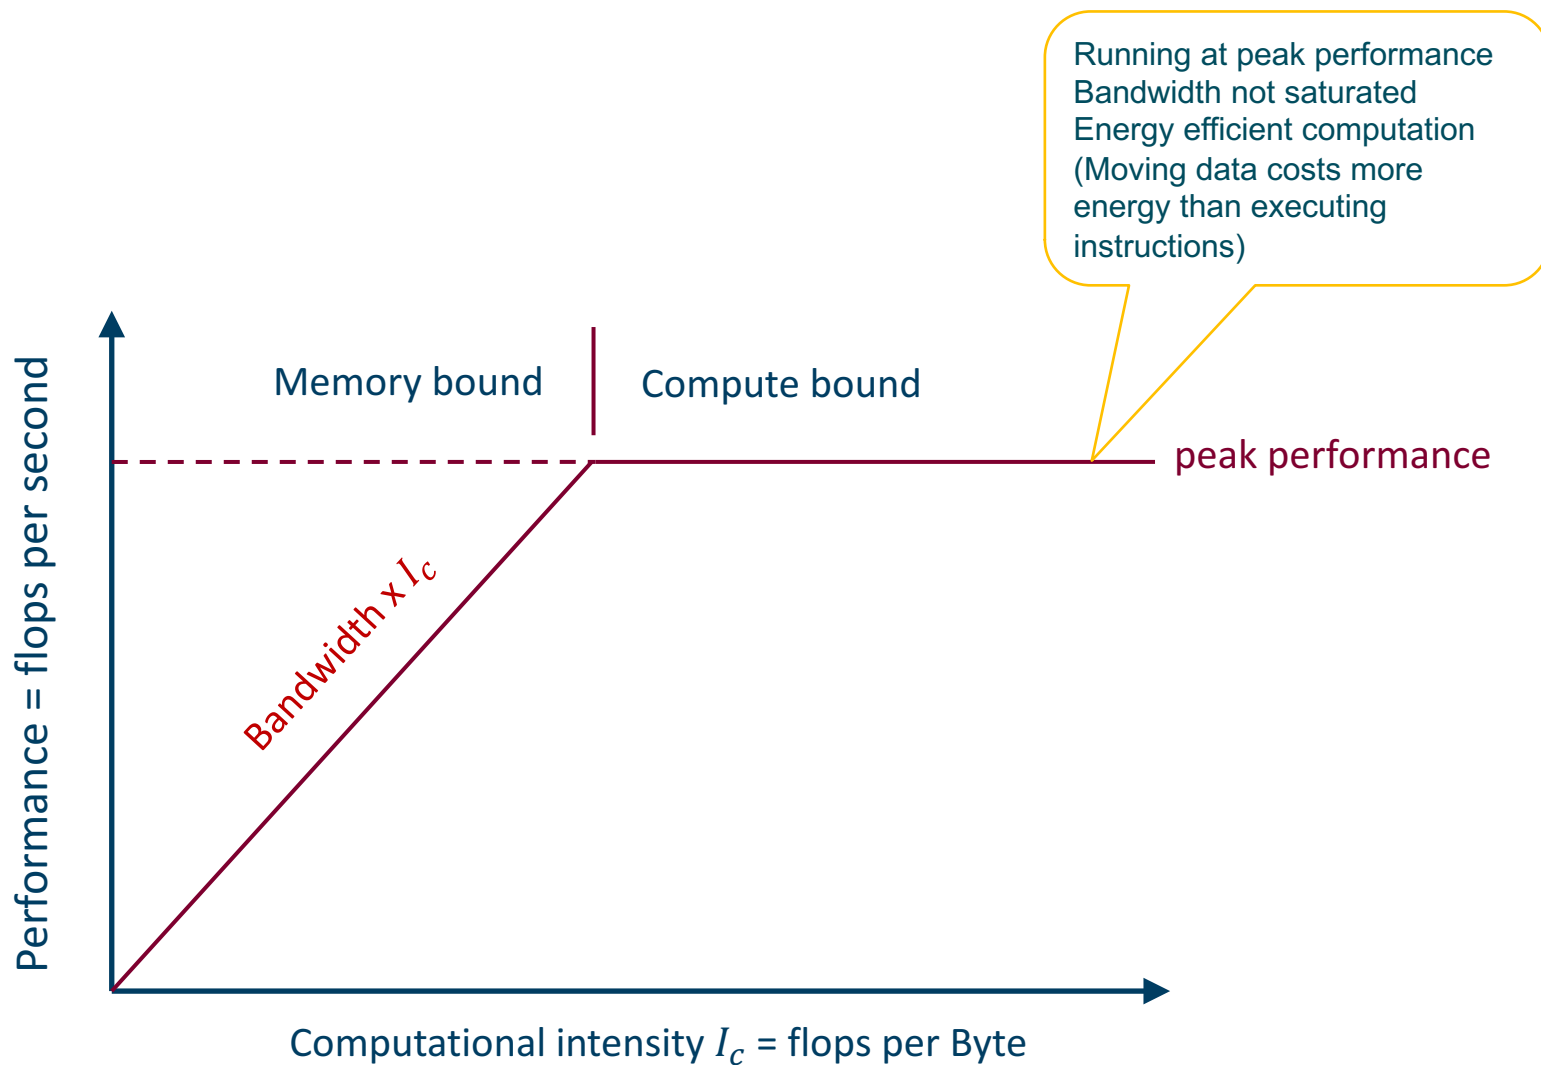 Running at peak performance
Bandwidth not saturated
Energy efficient computation
(Moving data costs more
energy than executing
instructions)
Performance = flops per second
Memory bound
Compute bound
peak performance
Bandwidth x I_c
Computational intensity I_c = flops per Byte